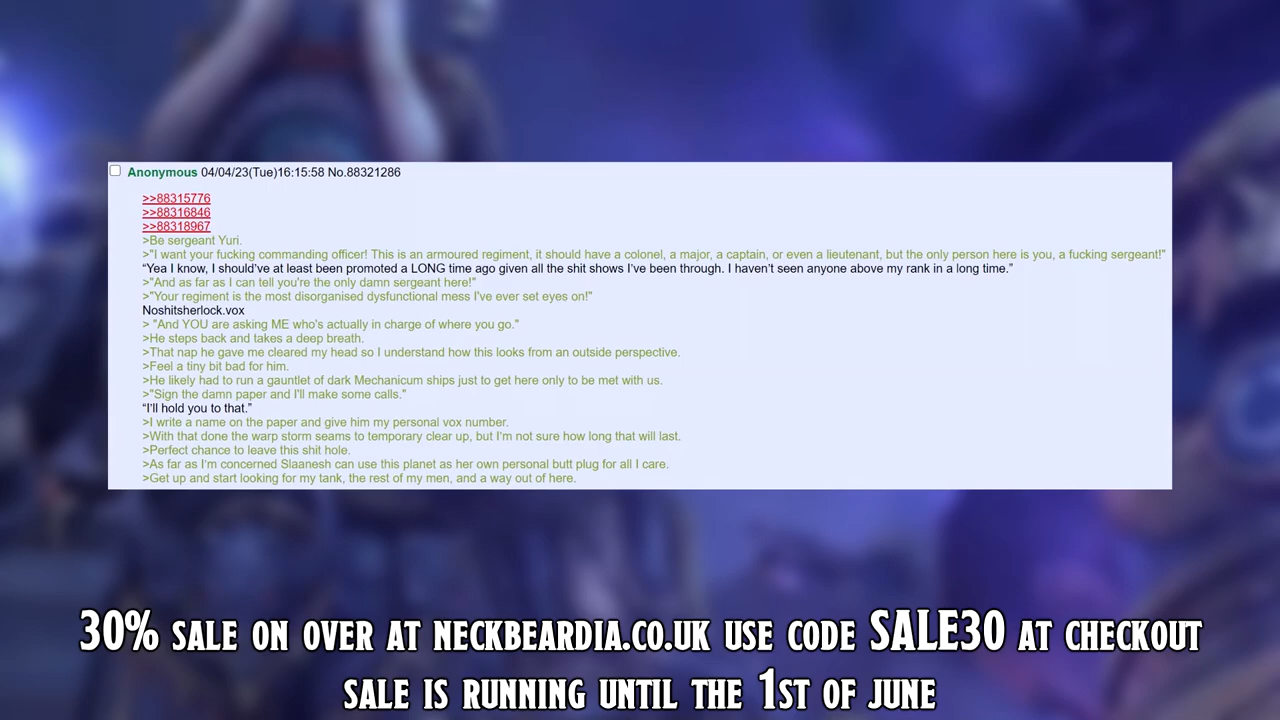 Anonymous 04/04/23(Tue)16:15:58 No.88321286
>>88315776
>>88316846
>>88318967
>Be sergeant Yuri.
>"I want your fucking commanding officer! This is an armoured regiment, it should have a colonel, a major, a captain, or even a lieutenant, but the only person here is you, a fucking sergeant!"
“Yea I know, I should’ve at least been promoted a LONG time ago given all the shit shows I’ve been through. I haven’t seen anyone above my rank in a long time.”
>"And as far as I can tell you're the only damn sergeant here!"
>"Your regiment is the most disorganised dysfunctional mess I've ever set eyes on!"
Noshitsherlock.vox
> "And YOU are asking ME who's actually in charge of where you go."
>He steps back and takes a deep breath.
>That nap he gave me cleared my head so I understand how this looks from an outside perspective.
>Feel a tiny bit bad for him.
>He likely had to run a gauntlet of dark Mechanicum ships just to get here only to be met with us.
>"Sign the damn paper and I'll make some calls."
“I’ll hold you to that.”
>I write a name on the paper and give him my personal vox number.
>With that done the warp storm seams to temporary clear up, but I’m not sure how long that will last.
>Perfect chance to leave this shit hole.
>As far as I’m concerned Slaanesh can use this planet as her own personal butt plug for all I care.
>Get up and start looking for my tank, the rest of my men, and a way out of here.
30% SALE ON OVER AT NECKBEARDIA.CO.UK USE CODE SALE30 AT CHECKOUT
SALE IS RUNNING UNTIL THE 1ST OF JUNE